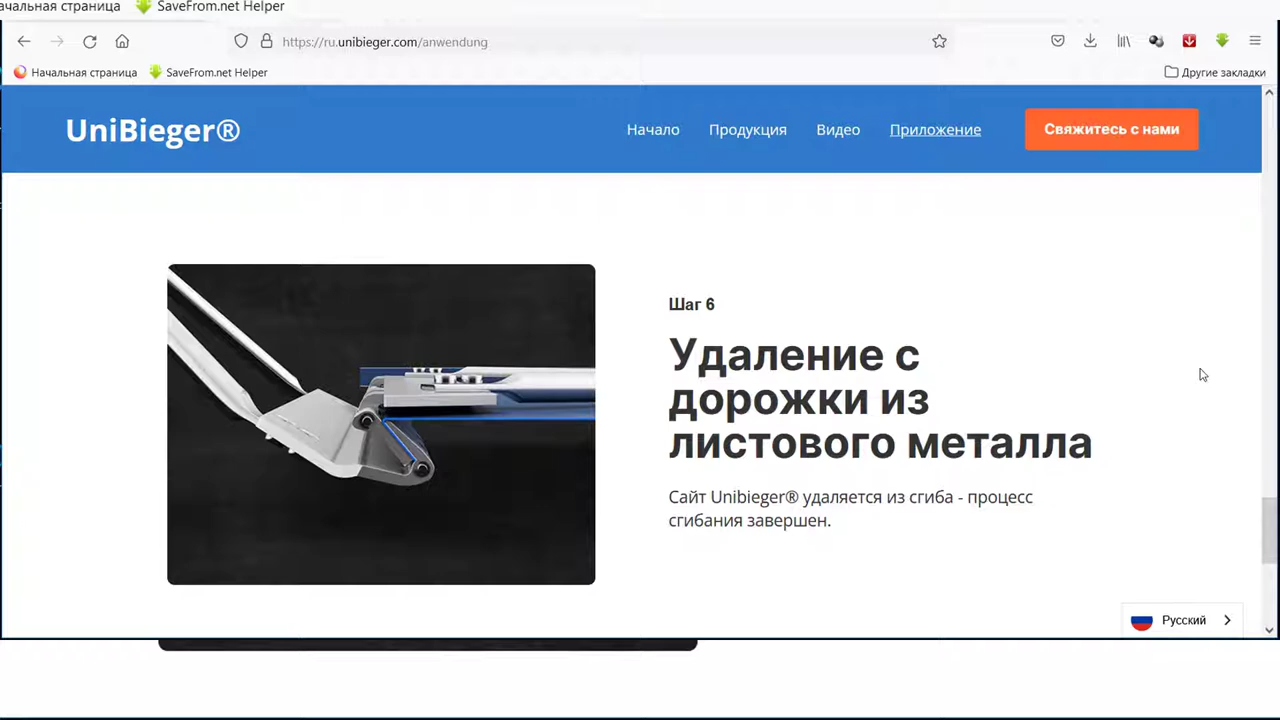 ачальная страница SaveFrom.net Helper
https://ru.unibieger.com/anwendung
Начальная страница SaveFrom.net Helper Другие закладки
UniBieger® Начало Продукция Видео Приложение Свяжитесь с нами
Шаг 6
Удаление с
дорожки из
листового металла
Сайт Unibieger® удаляется из сгиба - процесс
сгибания завершен.
Русский